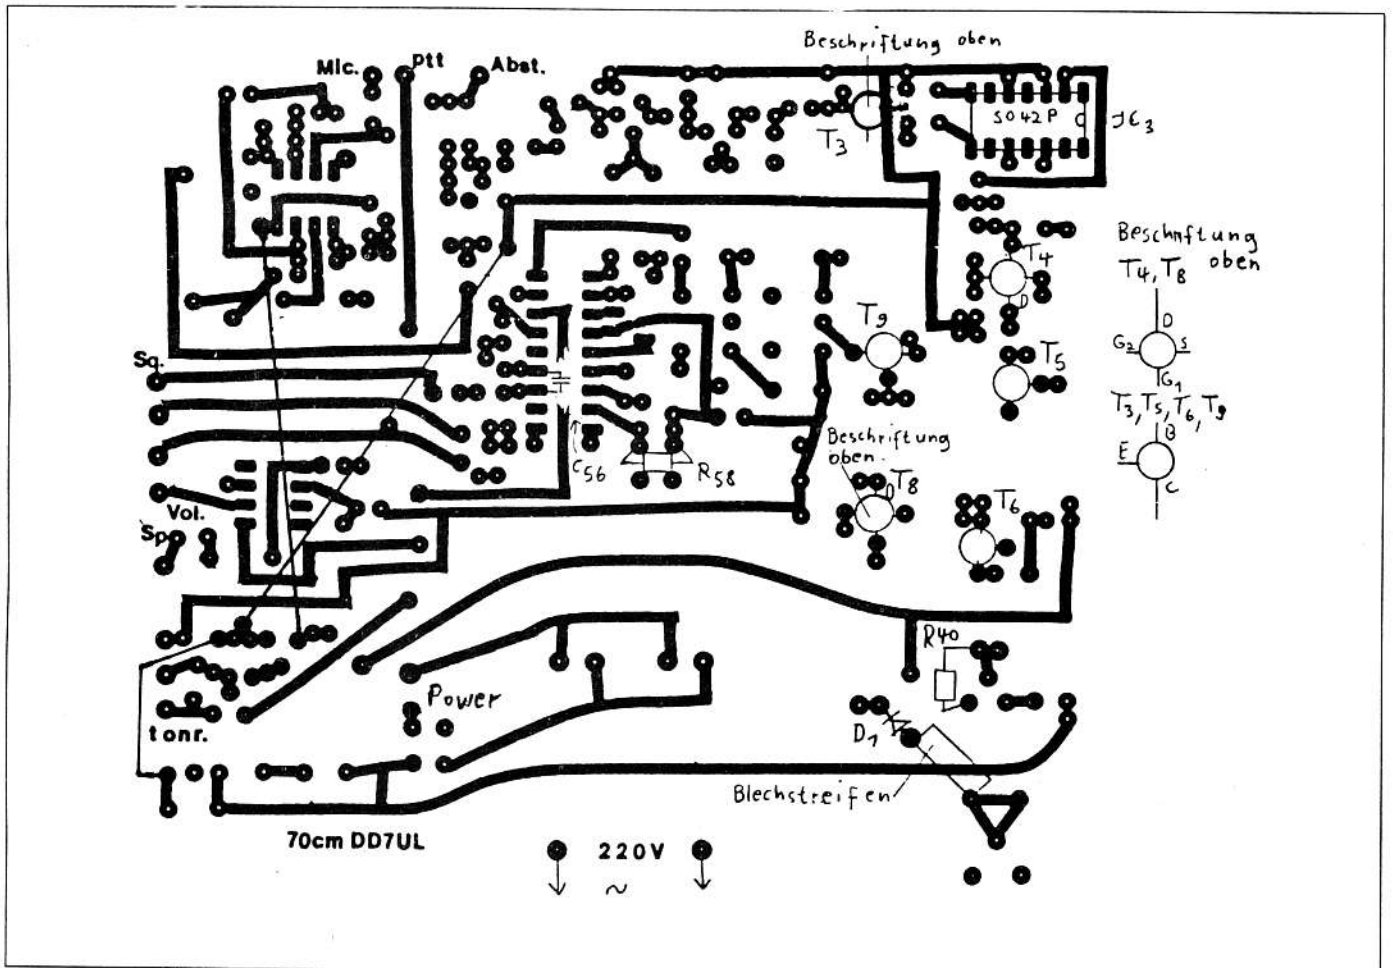 Beschriftung oben
Mic.
ptt
Abst.
SO42P
JC3
T3
T4
Beschriftung
oben
T4, T8
D
G2
S
G1
T3, T5, T6, T9
B
E
C
D
T9
T5
Sq.
C56
R58
Beschriftung
oben.
T8
D
T6
Vol.
Sp
R40
Power
tonr.
D1
Blechstreifen
70cm DD7UL
220V
~